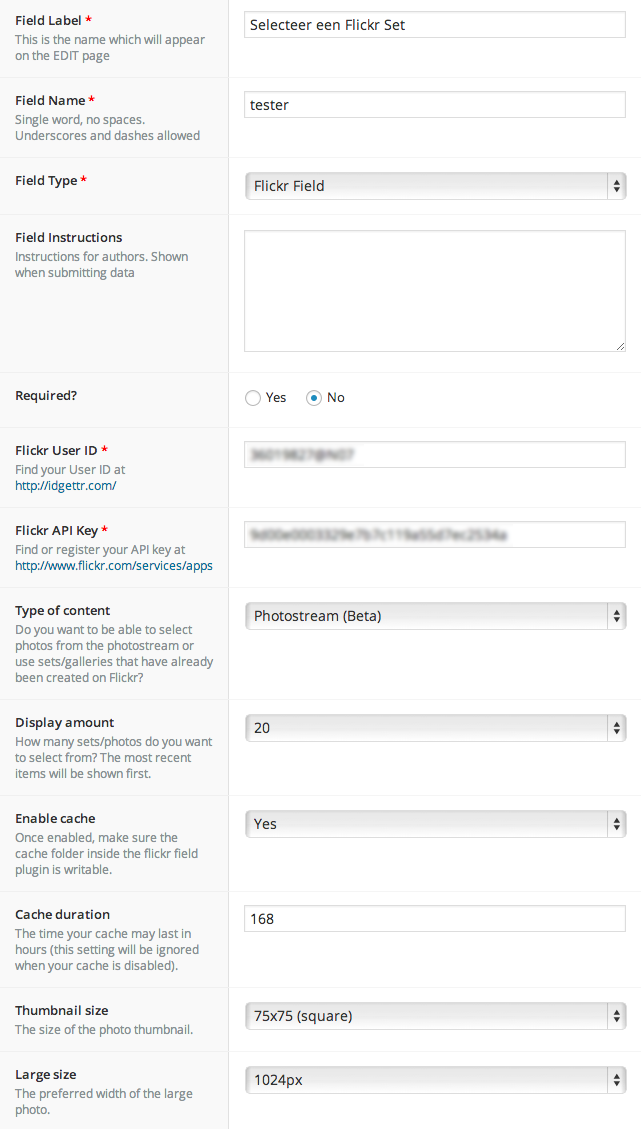 Field Label *
This is the name which will appear
on the EDIT page
Selecteer een Flickr Set
Field Name *
Single word, no spaces.
Underscores and dashes allowed
tester
Field Type *
Flickr Field
Field Instructions
Instructions for authors. Shown
when submitting data
Required?
Yes No
Flickr User ID *
Find your User ID at
http://idgettr.com/
Flickr API Key *
Find or register your API key at
http://www.flickr.com/services/apps
Type of content
Do you want to be able to select
photos from the photostream or
use sets/galleries that have already
been created on Flickr?
Photostream (Beta)
Display amount
How many sets/photos do you want
to select from? The most recent
items will be shown first.
20
Enable cache
Once enabled, make sure the
cache folder inside the flickr field
plugin is writable.
Yes
Cache duration
The time your cache may last in
hours (this setting will be ignored
when your cache is disabled).
168
Thumbnail size
The size of the photo thumbnail.
75x75 (square)
Large size
The preferred width of the large
photo.
1024px